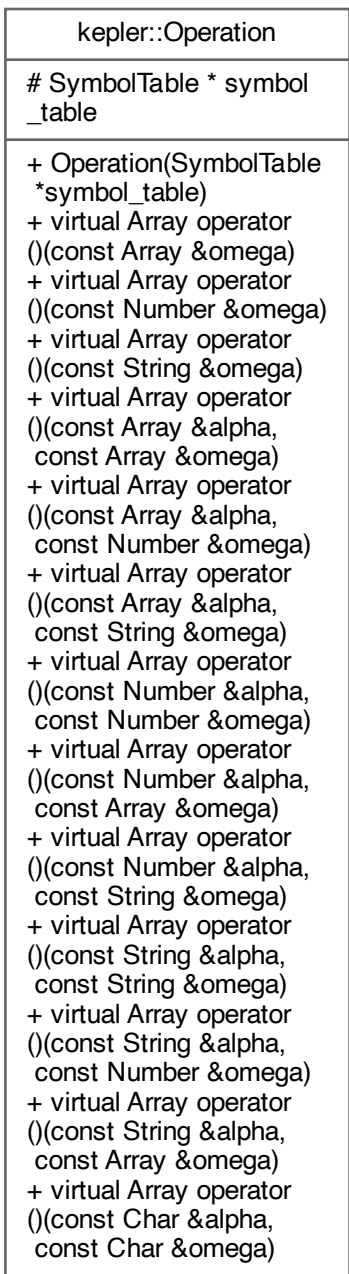 kepler::Operation
# SymbolTable * symbol
_table
+ Operation(SymbolTable
*symbol_table)
+ virtual Array operator
()(const Array &omega)
+ virtual Array operator
()(const Number &omega)
+ virtual Array operator
()(const String &omega)
+ virtual Array operator
()(const Array &alpha,
const Array &omega)
+ virtual Array operator
()(const Array &alpha,
const Number &omega)
+ virtual Array operator
()(const Array &alpha,
const String &omega)
+ virtual Array operator
()(const Number &alpha,
const Number &omega)
+ virtual Array operator
()(const Number &alpha,
const Array &omega)
+ virtual Array operator
()(const Number &alpha,
const String &omega)
+ virtual Array operator
()(const String &alpha,
const String &omega)
+ virtual Array operator
()(const String &alpha,
const Number &omega)
+ virtual Array operator
()(const String &alpha,
const Array &omega)
+ virtual Array operator
()(const Char &alpha,
const Char &omega)